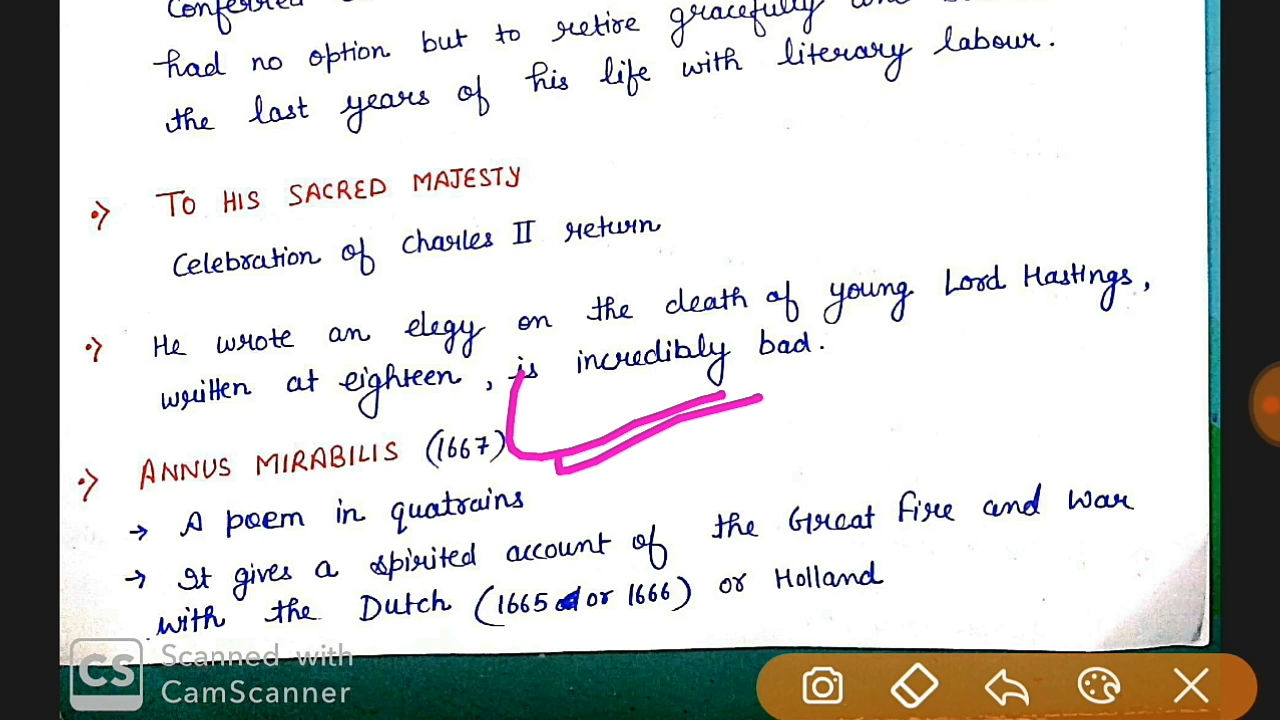 Conferred
had no option but to retire gracefully
the last years of his life with literary labour.
TO HIS SACRED MAJESTY
Celebration of Charles II return
He wrote an elegy on the death of young Lord Hastings,
written at eighteen, is incredibly bad.
ANNUS MIRABILIS (1667)
→ A poem in quatrains
→ It gives a spirited account of the Great Fire and War
with the Dutch (1665 or 1666) or Holland
CS Scanned with
CamScanner